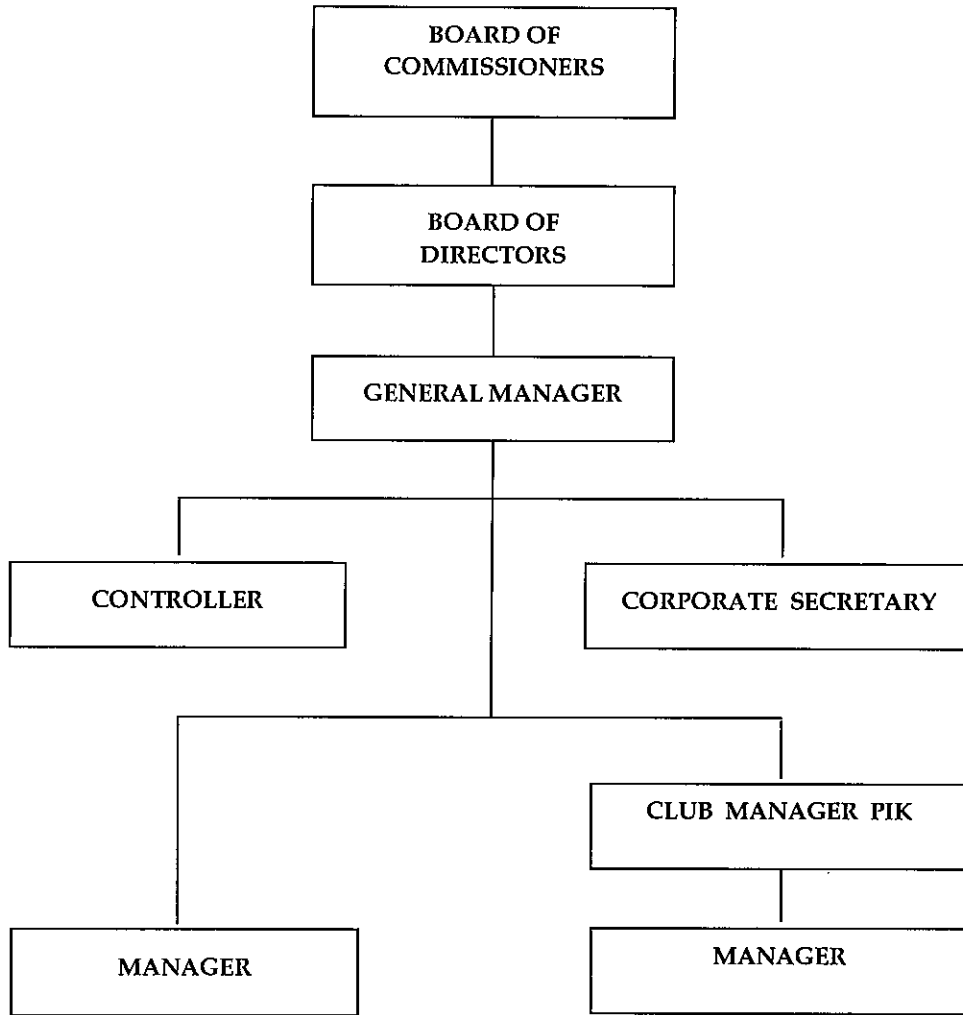 BOARD OF
COMMISSIONERS
BOARD OF
DIRECTORS
GENERAL MANAGER
CONTROLLER
CORPORATE SECRETARY
CLUB MANAGER PIK
MANAGER
MANAGER